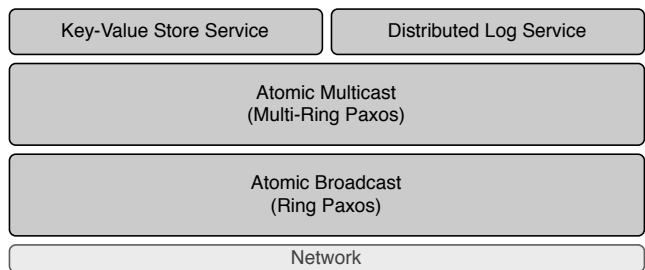 Key-Value Store Service
Distributed Log Service
Atomic Multicast
(Multi-Ring Paxos)
Atomic Broadcast
(Ring Paxos)
Network